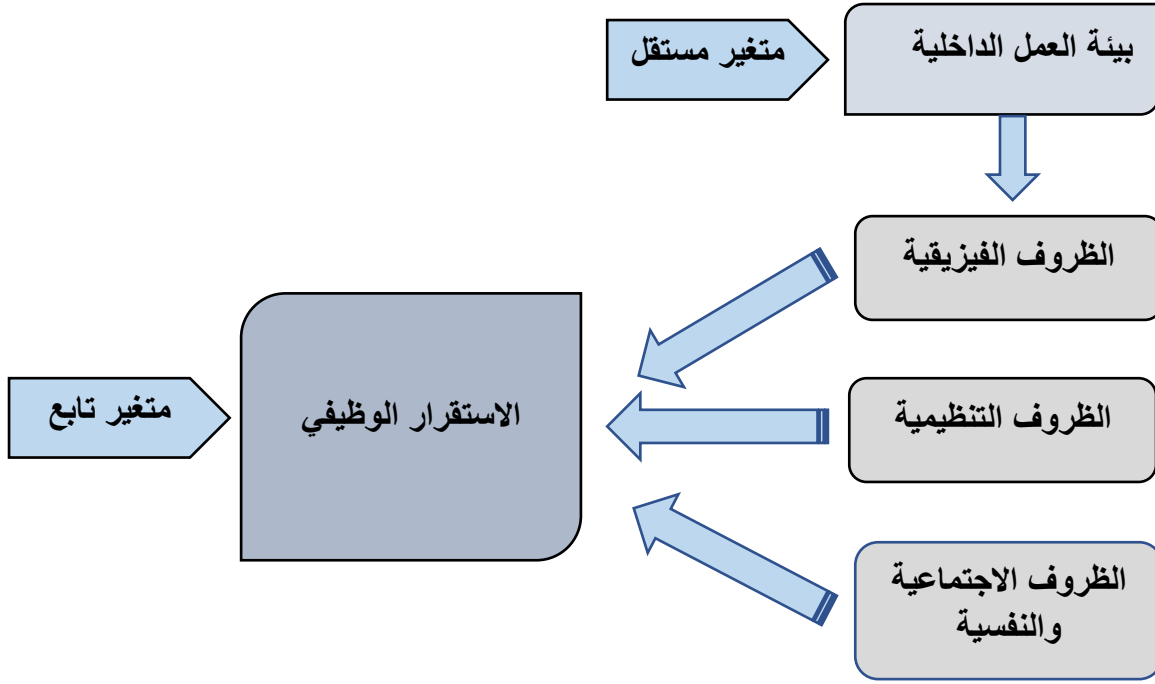 بيئة العمل الداخلية
متغير مستقل
الظروف الفيزيقية
الظروف التنظيمية
الاستقرار الوظيفي
متغير تابع
الظروف الاجتماعية
والنفسية